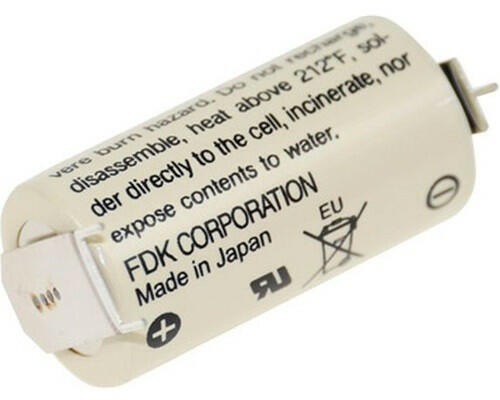 vere burn hazard. Do not recharge,
disassemble, heat above 212°F, sol-
der directly to the cell, incinerate, nor
expose contents to water.
FDK CORPORATION
Made in Japan
EU
+
-